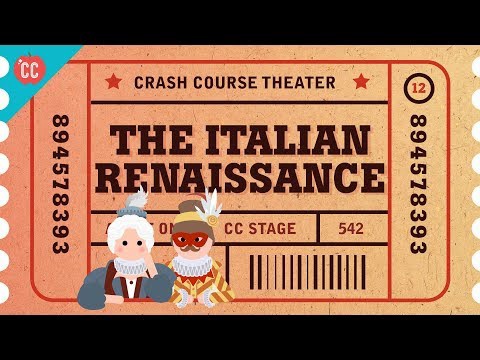 CC
CRASH COURSE THEATER
12
894578393
THE ITALIAN
RENAISSANCE
894578393
CC STAGE
542